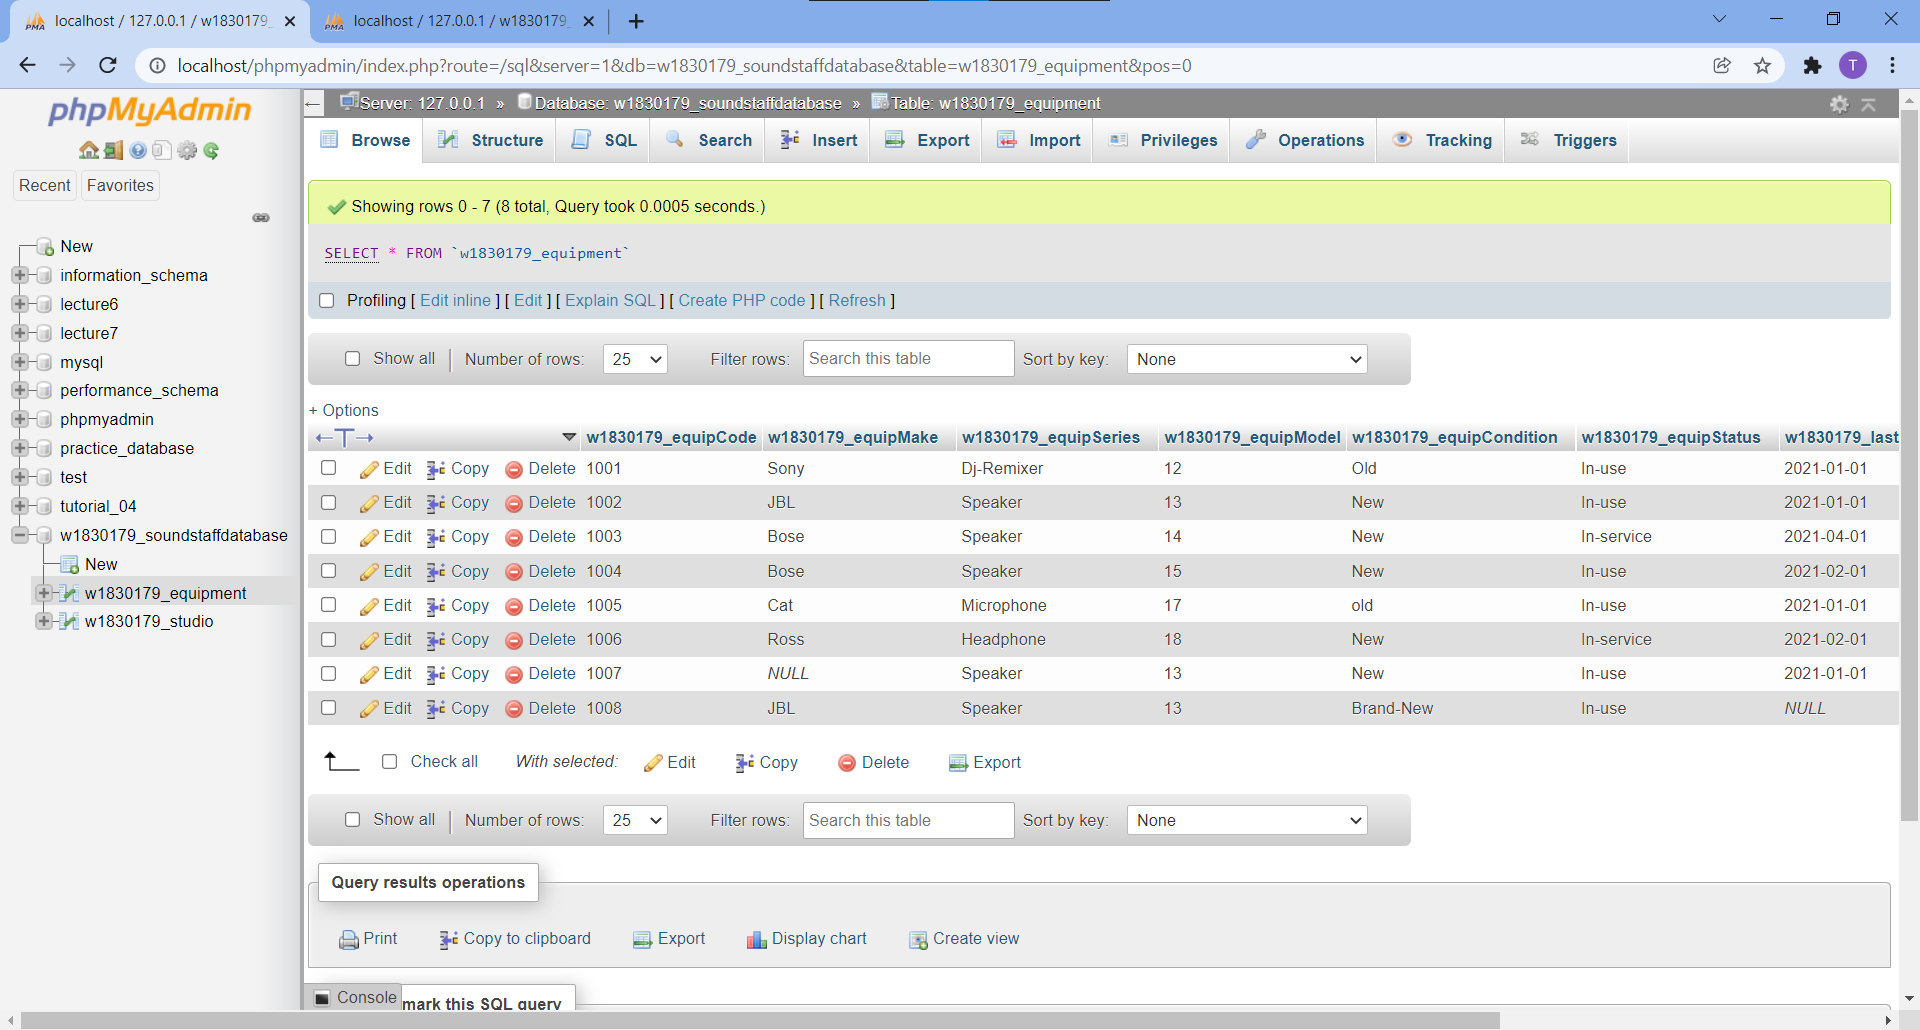 localhost / 127.0.0.1 / w1830179_
localhost / 127.0.0.1 / w1830179_
localhost/phpmyadmin/index.php?route=/sql&server=1&db=w1830179_soundstaffdatabase&table=w1830179_equipment&pos=0
T
phpMyAdmin
Recent Favorites
New
information_schema
lecture6
lecture7
mysql
performance_schema
phpmyadmin
practice_database
test
tutorial_04
w1830179_soundstaffdatabase
New
w1830179_equipment
w1830179_studio
Server: 127.0.0.1 » Database: w1830179_soundstaffdatabase » Table: w1830179_equipment
Browse Structure SQL Search Insert Export Import Privileges Operations Tracking Triggers
Showing rows 0 - 7 (8 total, Query took 0.0005 seconds.)
SELECT * FROM `w1830179_equipment`
Profiling [ Edit inline ] [ Edit ] [ Explain SQL ] [ Create PHP code ] [ Refresh ]
Show all Number of rows: 25 Filter rows: Search this table Sort by key: None
+ Options
w1830179_equipCode w1830179_equipMake w1830179_equipSeries w1830179_equipModel w1830179_equipCondition w1830179_equipStatus w1830179_last
Edit Copy Delete 1001 Sony Dj-Remixer 12 Old In-use 2021-01-01
Edit Copy Delete 1002 JBL Speaker 13 New In-use 2021-01-01
Edit Copy Delete 1003 Bose Speaker 14 New In-service 2021-04-01
Edit Copy Delete 1004 Bose Speaker 15 New In-use 2021-02-01
Edit Copy Delete 1005 Cat Microphone 17 old In-use 2021-01-01
Edit Copy Delete 1006 Ross Headphone 18 New In-service 2021-02-01
Edit Copy Delete 1007 NULL Speaker 13 New In-use 2021-01-01
Edit Copy Delete 1008 JBL Speaker 13 Brand-New In-use NULL
Check all With selected: Edit Copy Delete Export
Show all Number of rows: 25 Filter rows: Search this table Sort by key: None
Query results operations
Print Copy to clipboard Export Display chart Create view
Console mark this SQL query